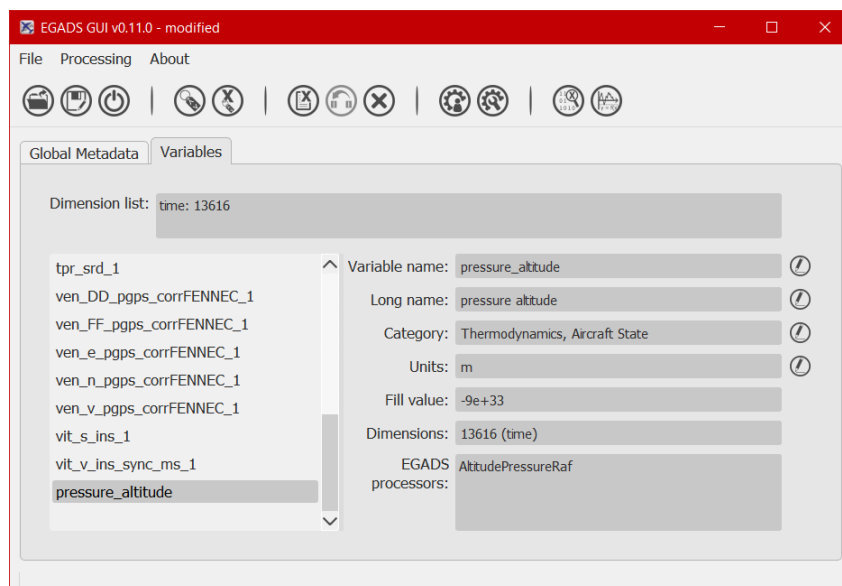 EGADS GUI v0.11.0 - modified
File Processing About
Global Metadata Variables
Dimension list: time: 13616
tpr_srd_1
ven_DD_pgps_corrFENNEC_1
ven_FF_pgps_corrFENNEC_1
ven_e_pgps_corrFENNEC_1
ven_n_pgps_corrFENNEC_1
ven_v_pgps_corrFENNEC_1
vit_s_ins_1
vit_v_ins_sync_ms_1
pressure_altitude
Variable name: pressure_altitude
Long name: pressure altitude
Category: Thermodynamics, Aircraft State
Units: m
Fill value: -9e+33
Dimensions: 13616 (time)
EGADS AltitudePressureRaf
processors: